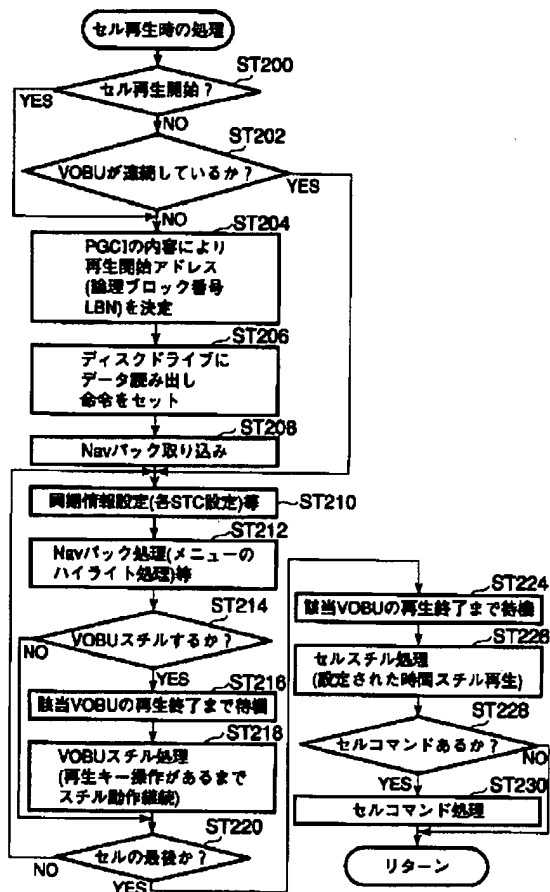 セル再生時の処理
ST200
セル再生開始？
YES
NO
ST202
VOBUが連続しているか？
YES
NO
ST204
PGCIの内容により
再生開始アドレス
(論理ブロック番号
LBN)を決定
ST206
ディスクドライブに
データ読み出し
命令をセット
ST208
Navパック取り込み
同期情報設定(各STC設定)等
ST210
ST212
Navパック処理(メニューの
ハイライト処理)等
ST214
VOBUスチルするか？
NO
YES
ST216
該当VOBUの再生終了まで待機
ST218
VOBUスチル処理
(再生キー操作があるまで
スチル動作継続)
ST220
セルの最後か？
NO
YES
ST224
該当VOBUの再生終了まで待機
ST226
セルスチル処理
(設定された時間スチル再生)
ST228
セルコマンドあるか？
NO
YES
ST230
セルコマンド処理
リターン